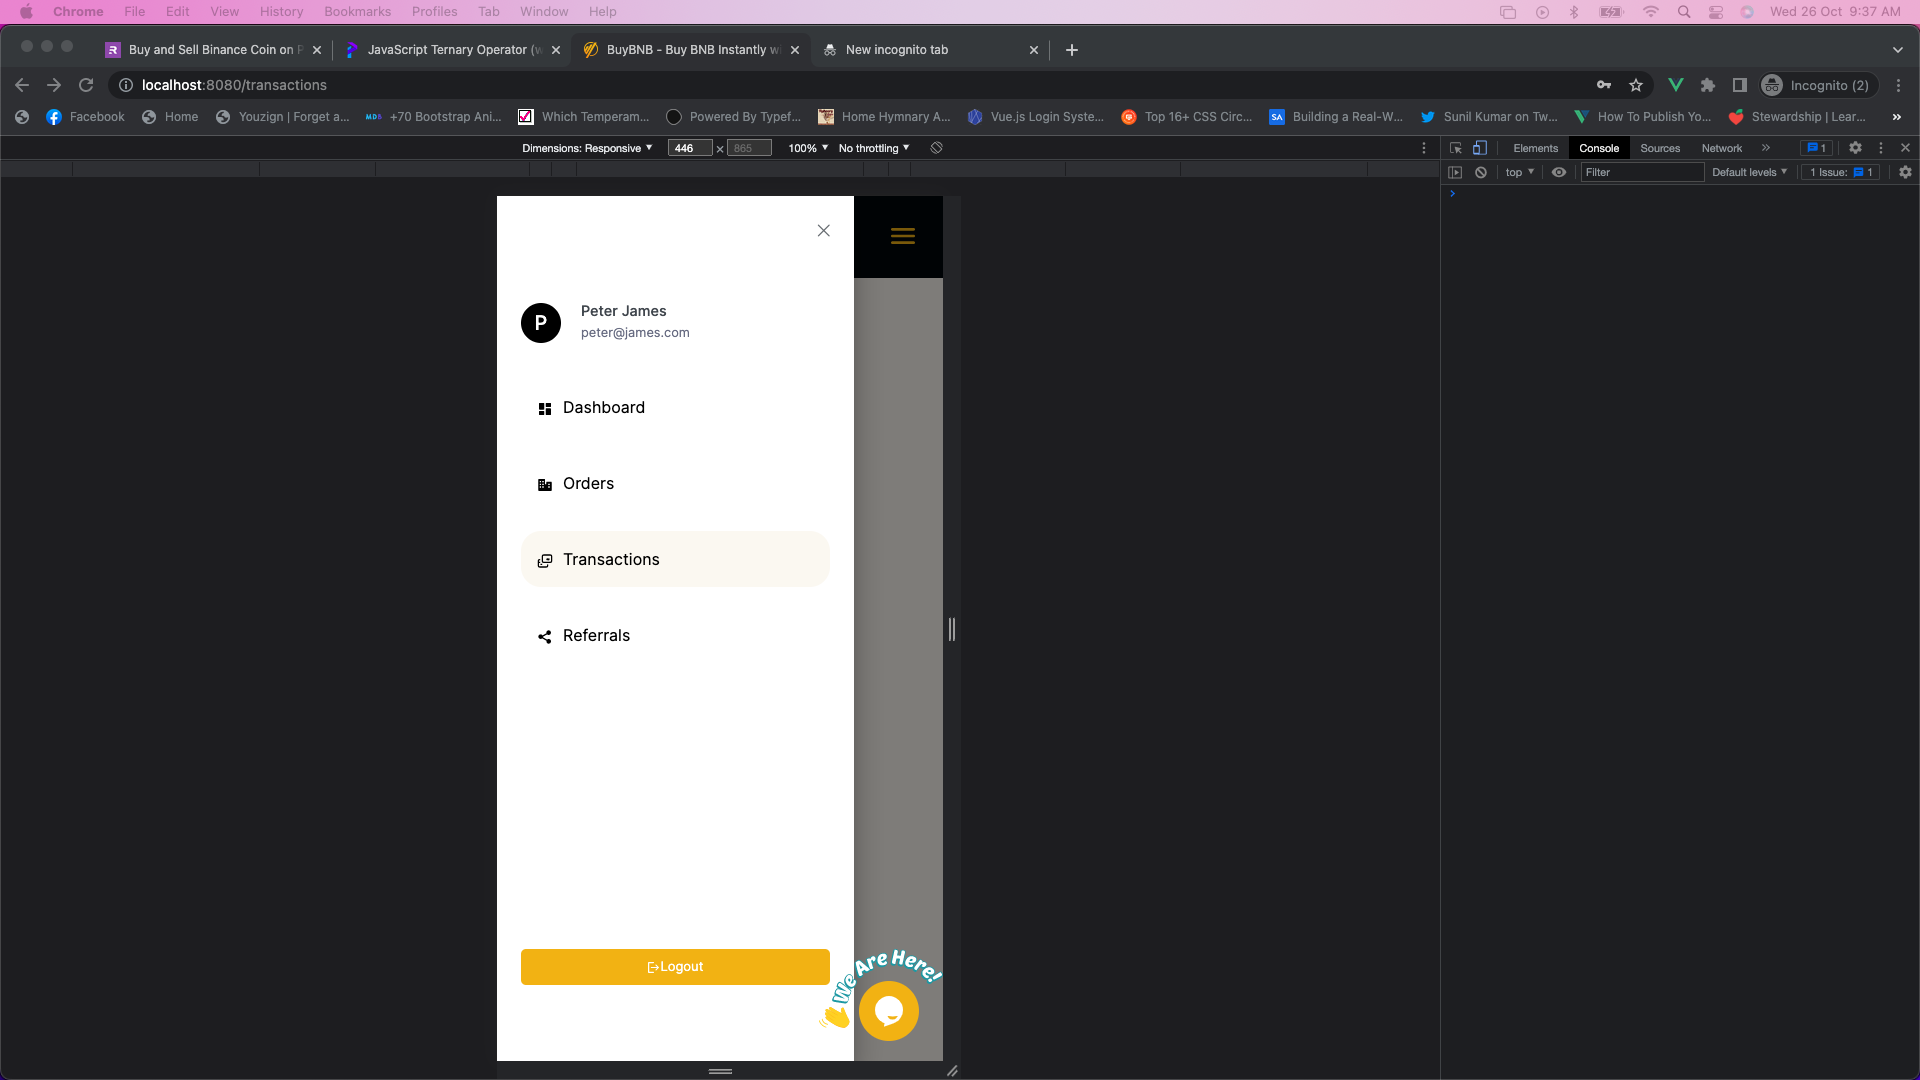 Chrome File Edit View History Bookmarks Profiles Tab Window Help Wed 26 Oct 9:37 AM
Buy and Sell Binance Coin on P JavaScript Ternary Operator (w BuyBNB - Buy BNB Instantly wi New incognito tab
localhost:8080/transactions Incognito (2)
Facebook Home Youzign | Forget a... MDB +70 Bootstrap Ani... Which Temperam... Powered By Typef... Home Hymnary A... Vue.js Login Syste... Top 16+ CSS Circ... SA Building a Real-W... Sunil Kumar on Tw... How To Publish Yo... Stewardship | Lear... »
Dimensions: Responsive 446 × 865 100% No throttling Elements Console Sources Network » 1
top Filter Default levels 1 Issue: 1
P
Peter James
peter@james.com
Dashboard
Orders
Transactions
Referrals
Logout
We Are Here!